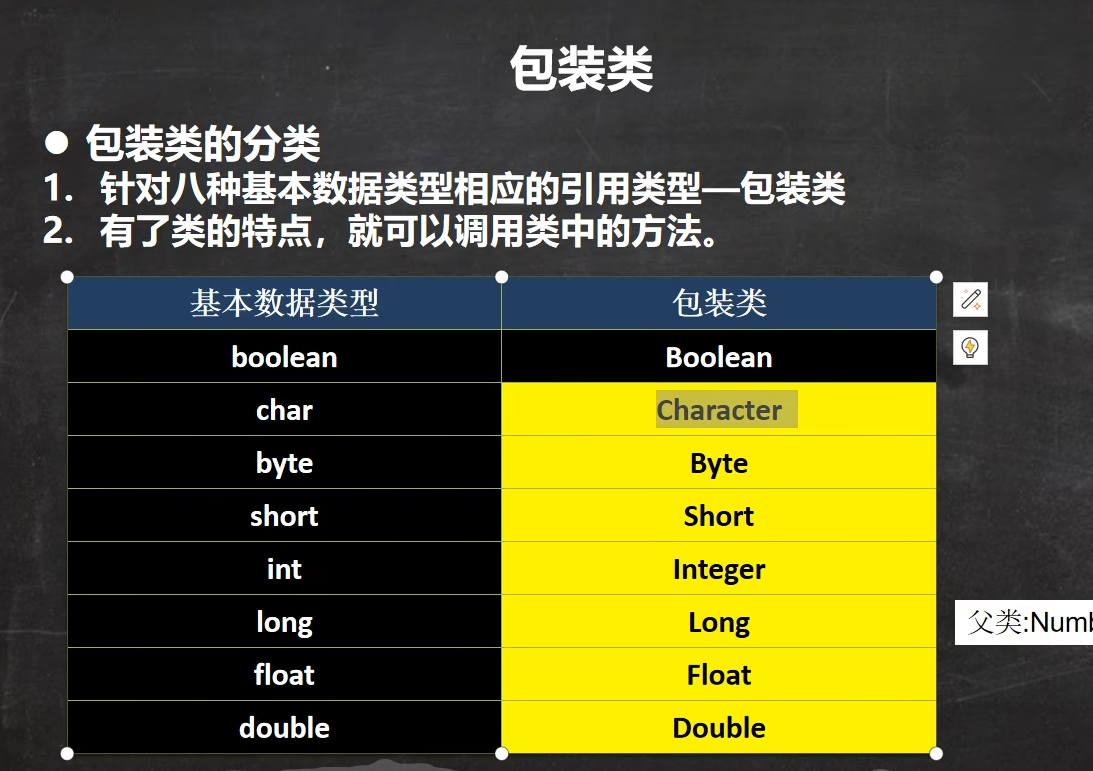 包装类
● 包装类的分类
1. 针对八种基本数据类型相应的引用类型—包装类
2. 有了类的特点，就可以调用类中的方法。
基本数据类型 包装类
boolean Boolean
char Character
byte Byte
short Short
int Integer
long Long
父类:Numb
float Float
double Double